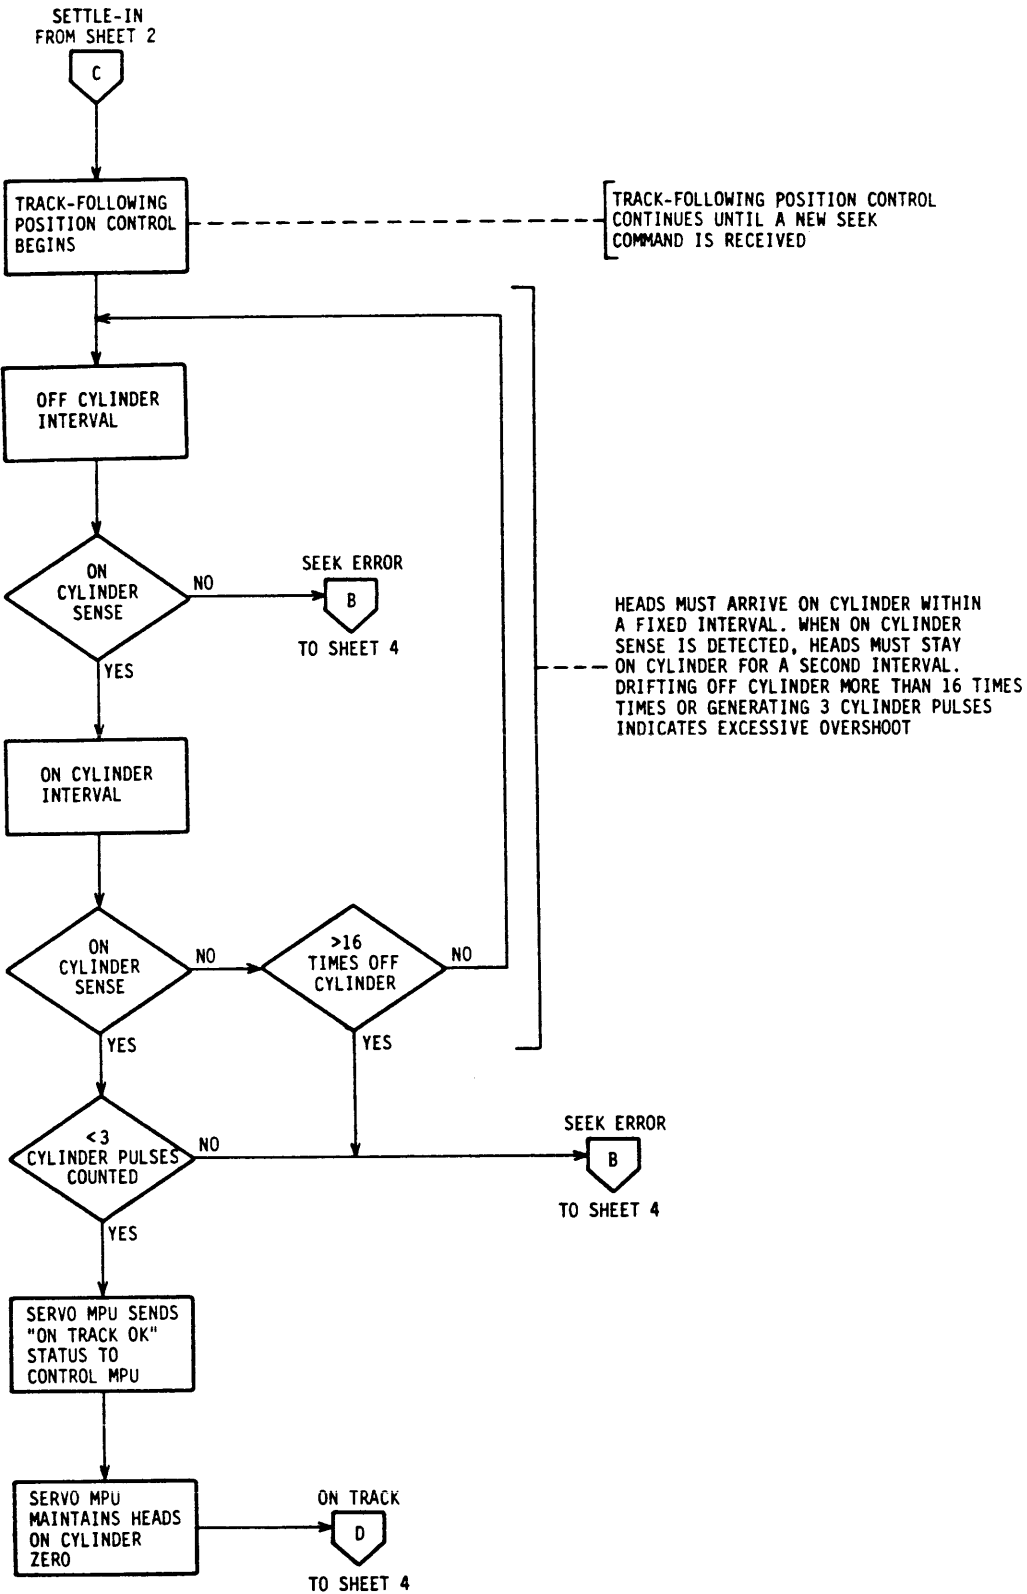 SETTLE-IN
FROM SHEET 2
C
TRACK-FOLLOWING
POSITION CONTROL
BEGINS
TRACK-FOLLOWING POSITION CONTROL
CONTINUES UNTIL A NEW SEEK
COMMAND IS RECEIVED
OFF CYLINDER
INTERVAL
ON
CYLINDER
SENSE
NO
SEEK ERROR
B
TO SHEET 4
YES
HEADS MUST ARRIVE ON CYLINDER WITHIN
A FIXED INTERVAL. WHEN ON CYLINDER
SENSE IS DETECTED, HEADS MUST STAY
ON CYLINDER FOR A SECOND INTERVAL.
DRIFTING OFF CYLINDER MORE THAN 16 TIMES
TIMES OR GENERATING 3 CYLINDER PULSES
INDICATES EXCESSIVE OVERSHOOT
ON CYLINDER
INTERVAL
ON
CYLINDER
SENSE
NO
>16
TIMES OFF
CYLINDER
NO
YES
YES
<3
CYLINDER PULSES
COUNTED
NO
SEEK ERROR
B
TO SHEET 4
YES
SERVO MPU SENDS
"ON TRACK OK"
STATUS TO
CONTROL MPU
SERVO MPU
MAINTAINS HEADS
ON CYLINDER
ZERO
ON TRACK
D
TO SHEET 4